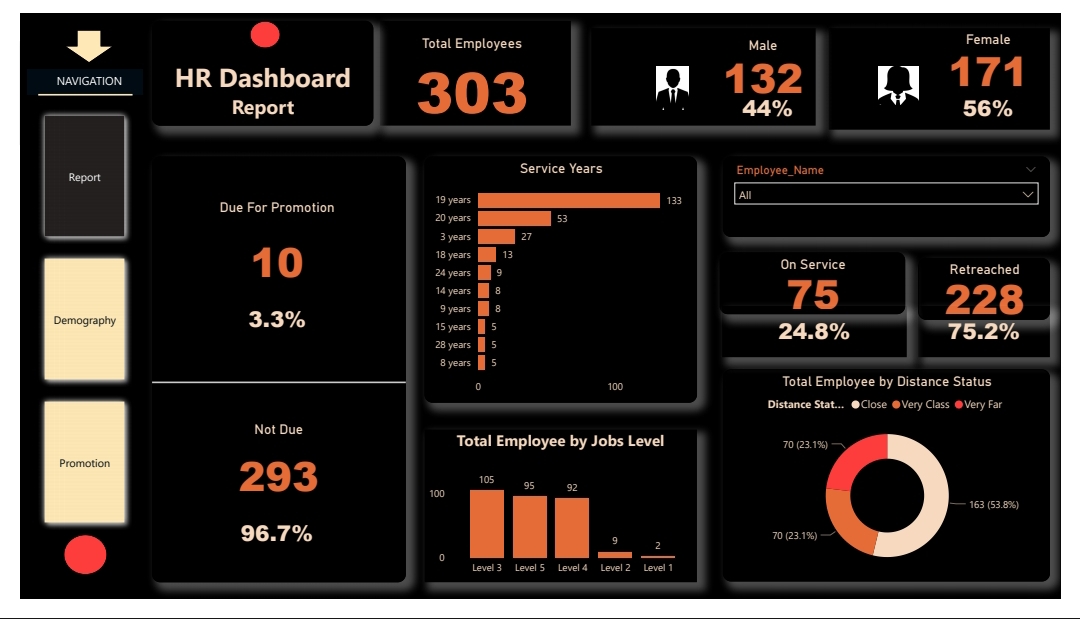 NAVIGATION
Report
Demography
Promotion
HR Dashboard
Report
Total Employees
303
Male
132
44%
Female
171
56%
Due For Promotion
10
3.3%
Not Due
293
96.7%
Service Years
19 years 133
20 years 53
3 years 27
18 years 13
24 years 9
14 years 8
9 years 8
15 years 5
28 years 5
8 years 5
0 100
Total Employee by Jobs Level
100
0
105 95 92 9 2
Level 3 Level 5 Level 4 Level 2 Level 1
Employee_Name
All
On Service
75
24.8%
Retreached
228
75.2%
Total Employee by Distance Status
Distance Stat... Close Very Class Very Far
70 (23.1%)
163 (53.8%)
70 (23.1%)